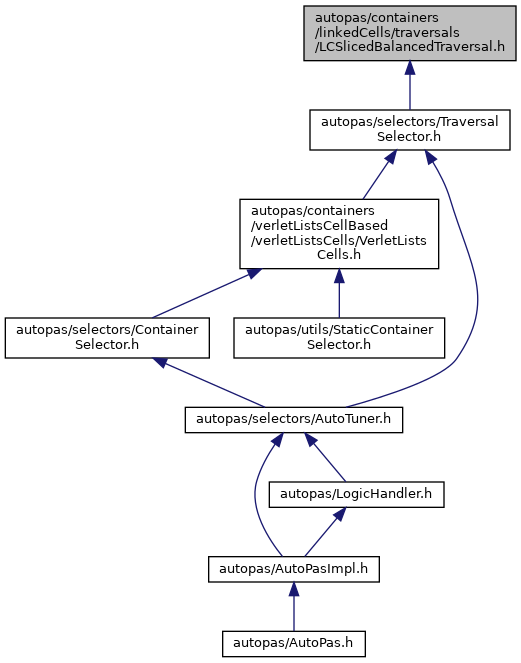 autopas/containers
/linkedCells/traversals
/LCSlicedBalancedTraversal.h
autopas/selectors/Traversal
Selector.h
autopas/containers
/verletListsCellBased
/verletListsCells/VerletLists
Cells.h
autopas/selectors/Container
Selector.h
autopas/utils/StaticContainer
Selector.h
autopas/selectors/AutoTuner.h
autopas/LogicHandler.h
autopas/AutoPasImpl.h
autopas/AutoPas.h